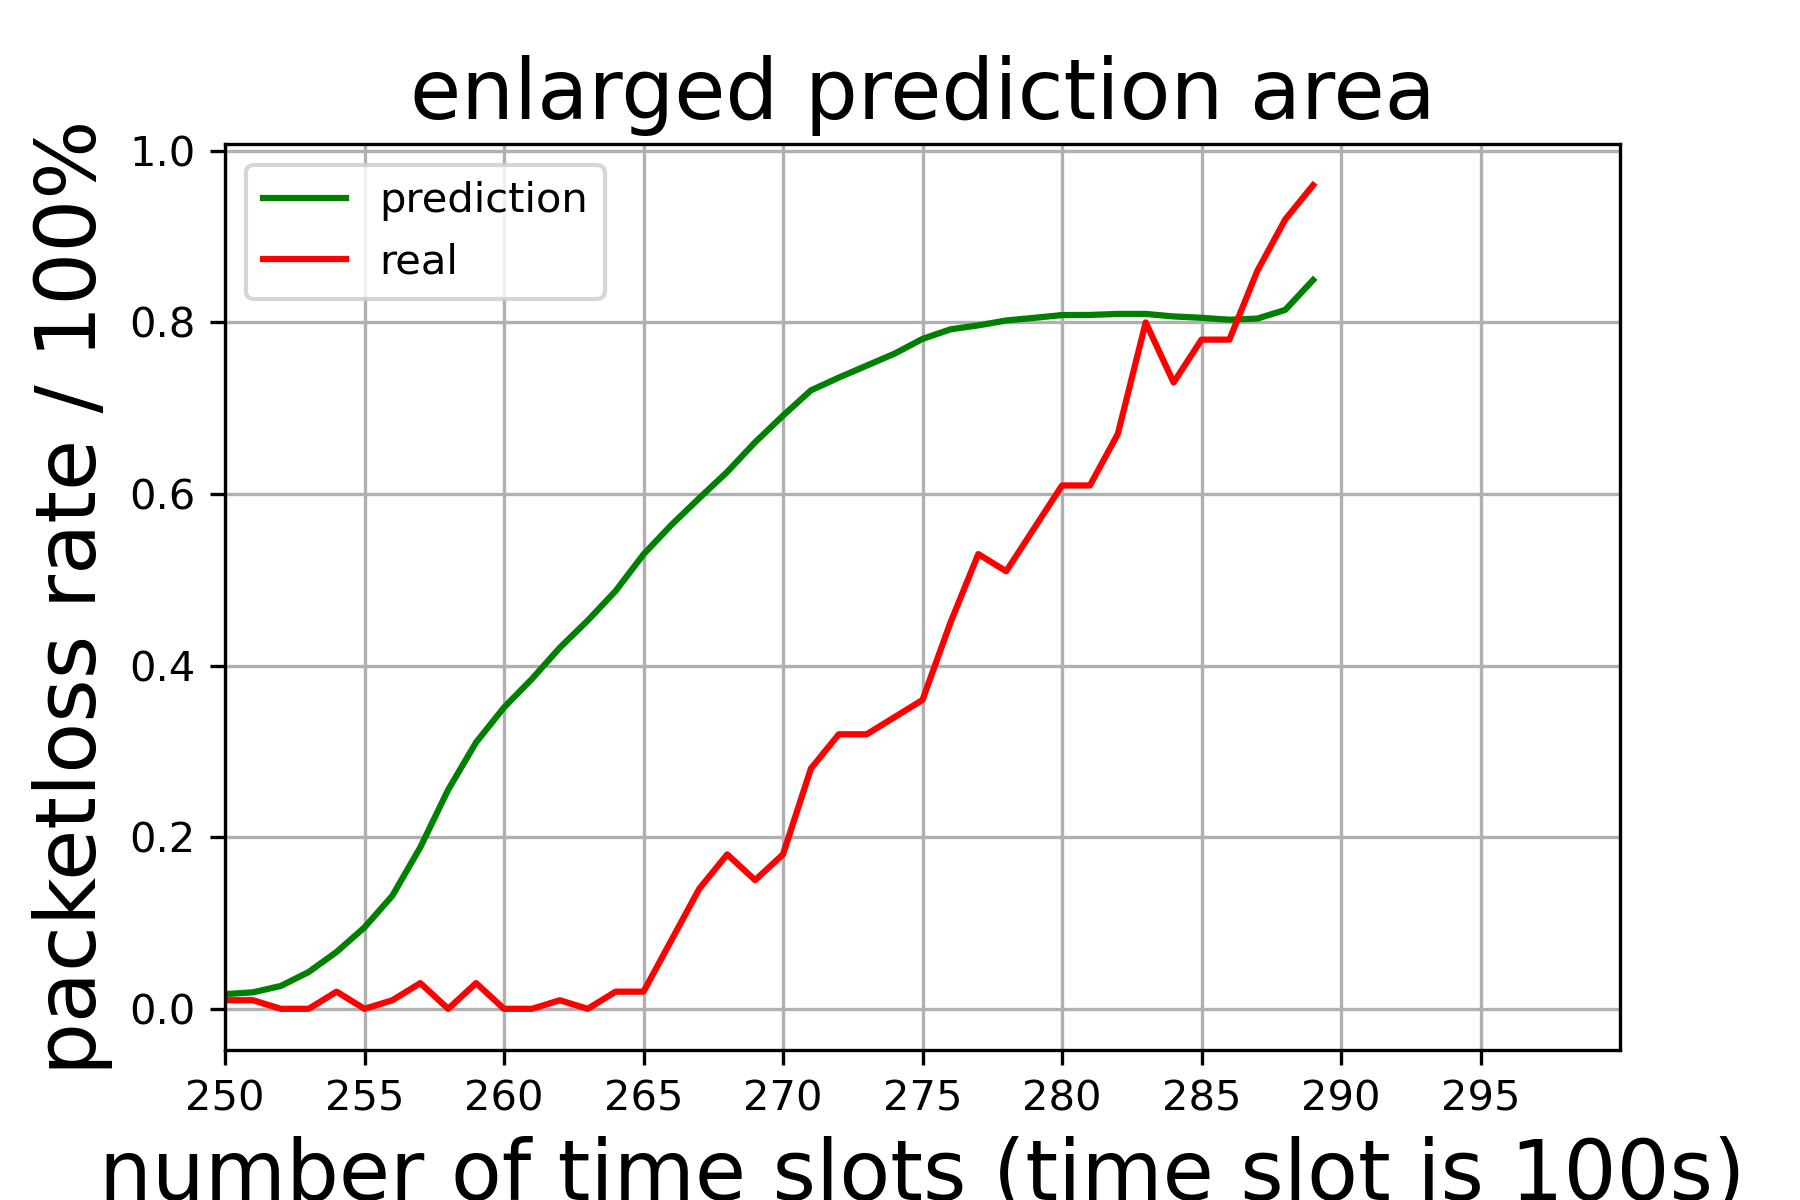 enlarged prediction area
packetloss rate / 100%
1.0
0.8
0.6
0.4
0.2
0.0
prediction
real
250 255 260 265 270 275 280 285 290 295
number of time slots (time slot is 100s)